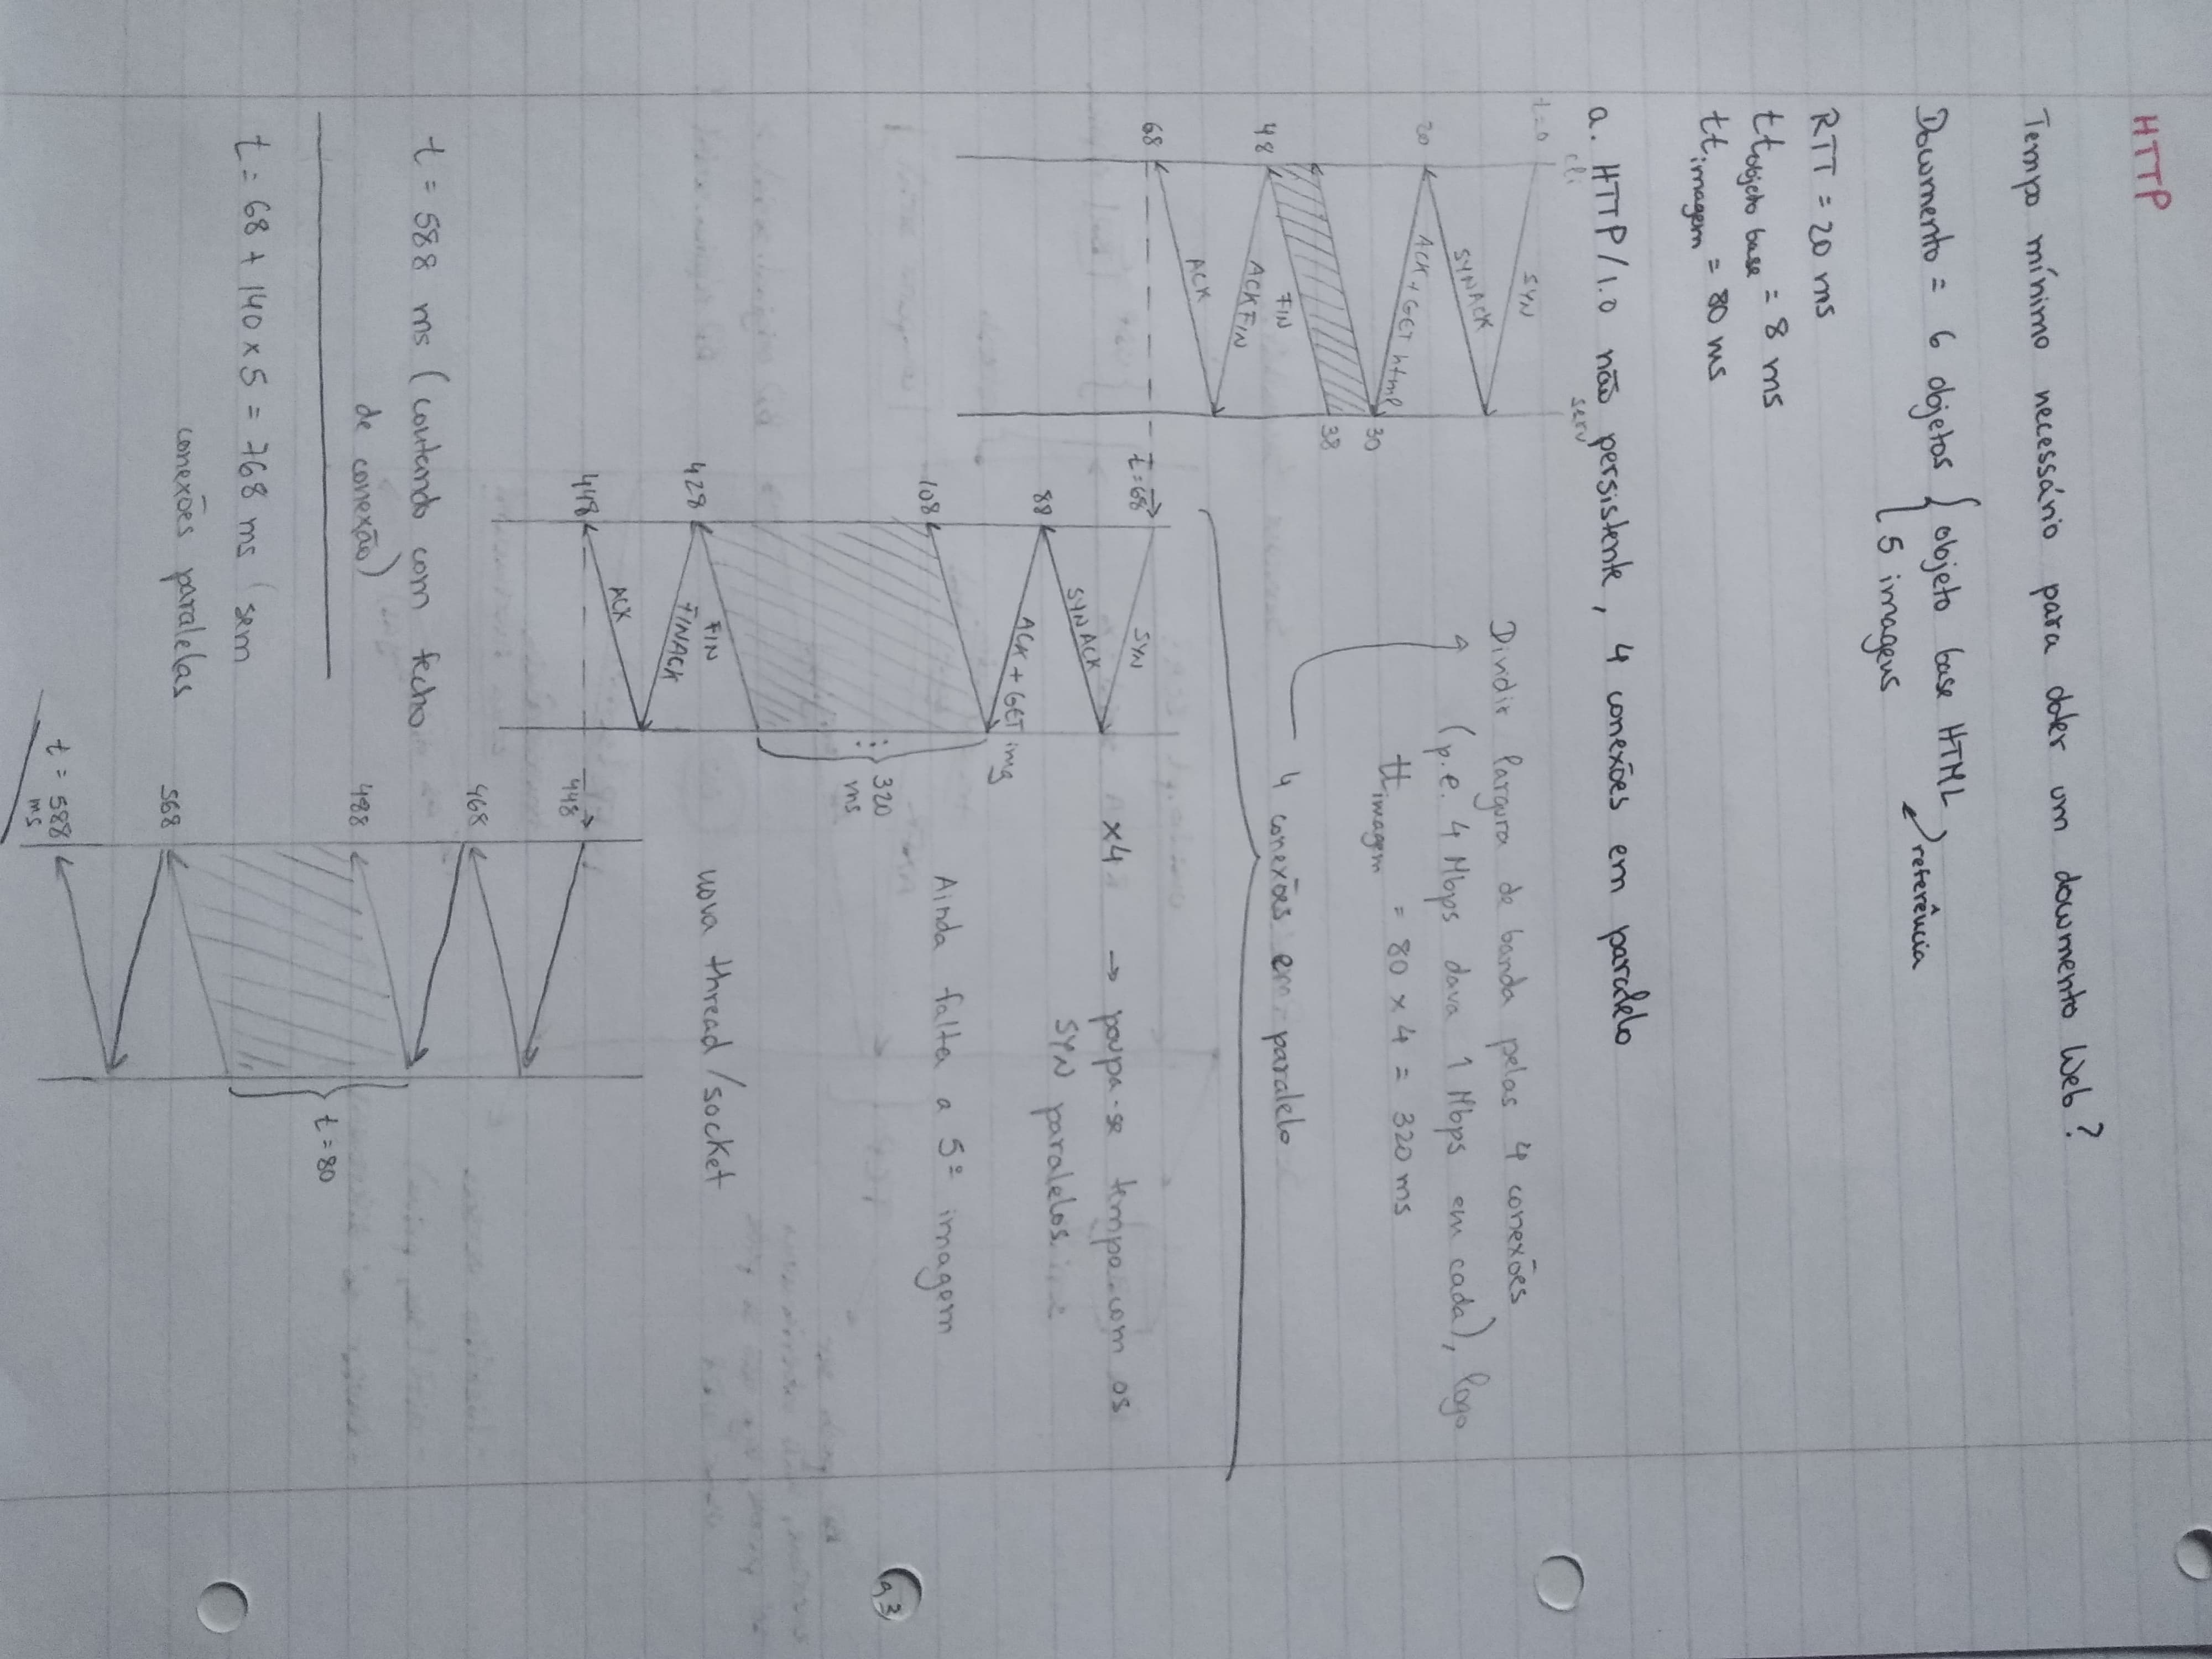 HTTP
Tempo mínimo necessário para obter um documento Web?
Documento = 6 objetos { objeto base HTML
5 imagens
referência
RTT = 20 ms
tt objeto base = 8 ms
tt imagem = 80 ms
a. HTTP/1.0 não persistente, 4 conexões em paralelo
cli serv
t=0
SYN
SYNACK
20
ACK + GET html
30
38
FIN
48
ACKFIN
ACK
68
Dividir largura de banda pelas 4 conexões
(p.e. 4 Mbps dava 1 Mbps em cada), logo
tt imagem = 80 x 4 = 320 ms
4 conexões em paralelo
t=68
SYN
x4 → poupa-se tempo com os
SYN paralelos
SYNACK
88
ACK + GET img
108
Ainda falta a 5ª imagem
320
ms
428
FIN
FINACK
nova thread/socket
ACK
448
448
468
t = 588 ms (contando com fecho
de conexão)
488
t = 80
t = 68 + 140 x 5 = 768 ms (sem
conexões paralelas
568
t = 588
ms